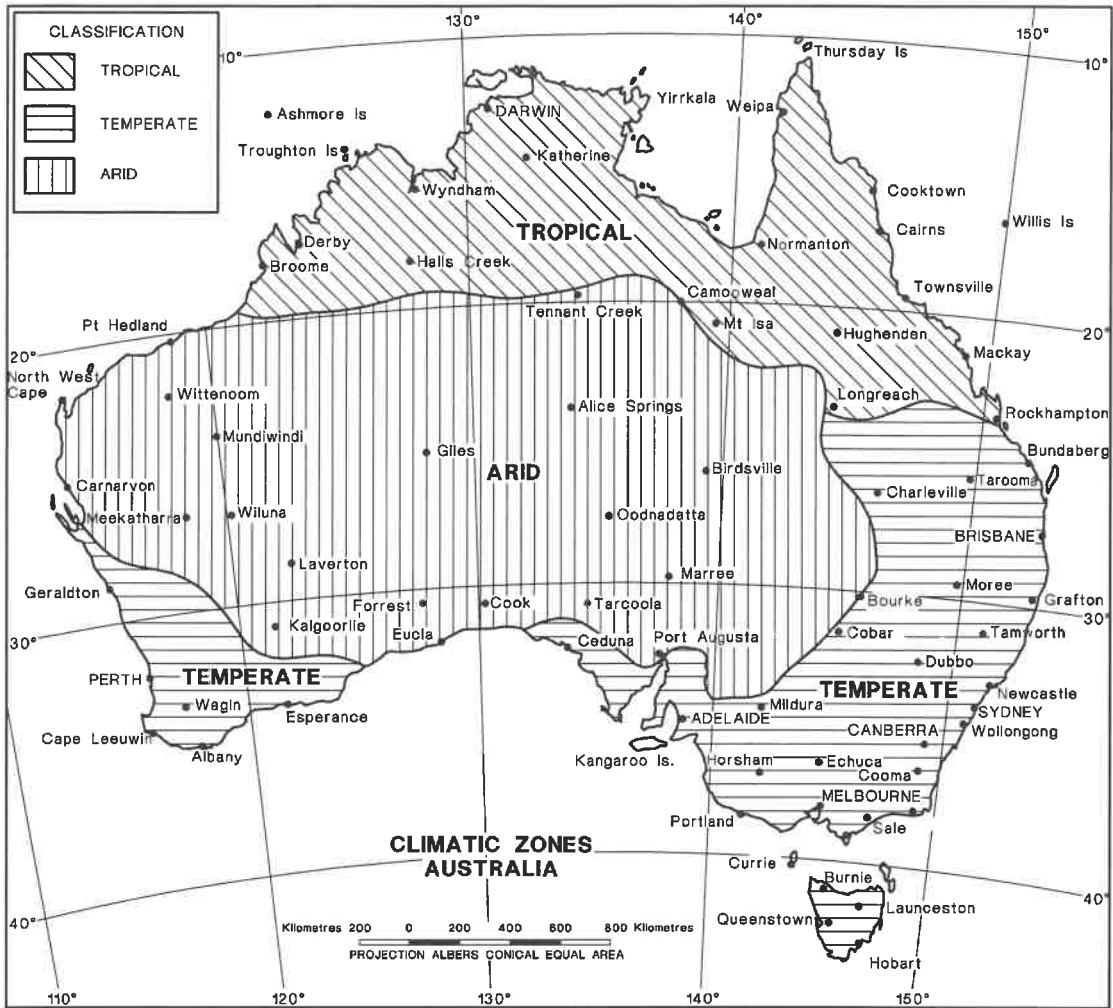 CLASSIFICATION
TROPICAL
TEMPERATE
ARID
130°
140°
150°
10°
10°
Thursday Is
Ashmore Is
DARWIN
Yirrkala
Weipa
Troughton Is
Katherine
Wyndham
Cooktown
Willis Is
Cairns
TROPICAL
Derby
Normanton
Broome
Halls Creek
Camooweal
Townsville
Tennant Creek
Pt Hedland
Mt Isa
Hughenden
20°
20°
Mackay
North West
Cape
Wittenoom
Alice Springs
Longreach
Rockhampton
Mundiwindi
Giles
ARID
Birdsville
Bundaberg
Taroom
Carnarvon
Charleville
Meekatharra
Wiluna
Oodnadatta
BRISBANE
Laverton
Marree
Moree
Geraldton
Forrest
Cook
Tarcoola
Bourke
Grafton
30°
30°
Kalgoorlie
Eucla
Ceduna
Port Augusta
Cobar
Tamworth
Dubbo
PERTH
TEMPERATE
TEMPERATE
Newcastle
Wagin
Esperance
ADELAIDE
Mildura
SYDNEY
Wollongong
Cape Leeuwin
Albany
Kangaroo Is.
CANBERRA
Horsham
Echuca
Cooma
MELBOURNE
Portland
Sale
CLIMATIC ZONES
AUSTRALIA
Currie
Burnie
Launceston
40°
40°
Queenstown
Hobart
Kilometres 200 0 200 400 600 800 Kilometres
PROJECTION ALBERS CONICAL EQUAL AREA
110°
120°
130°
140°
150°